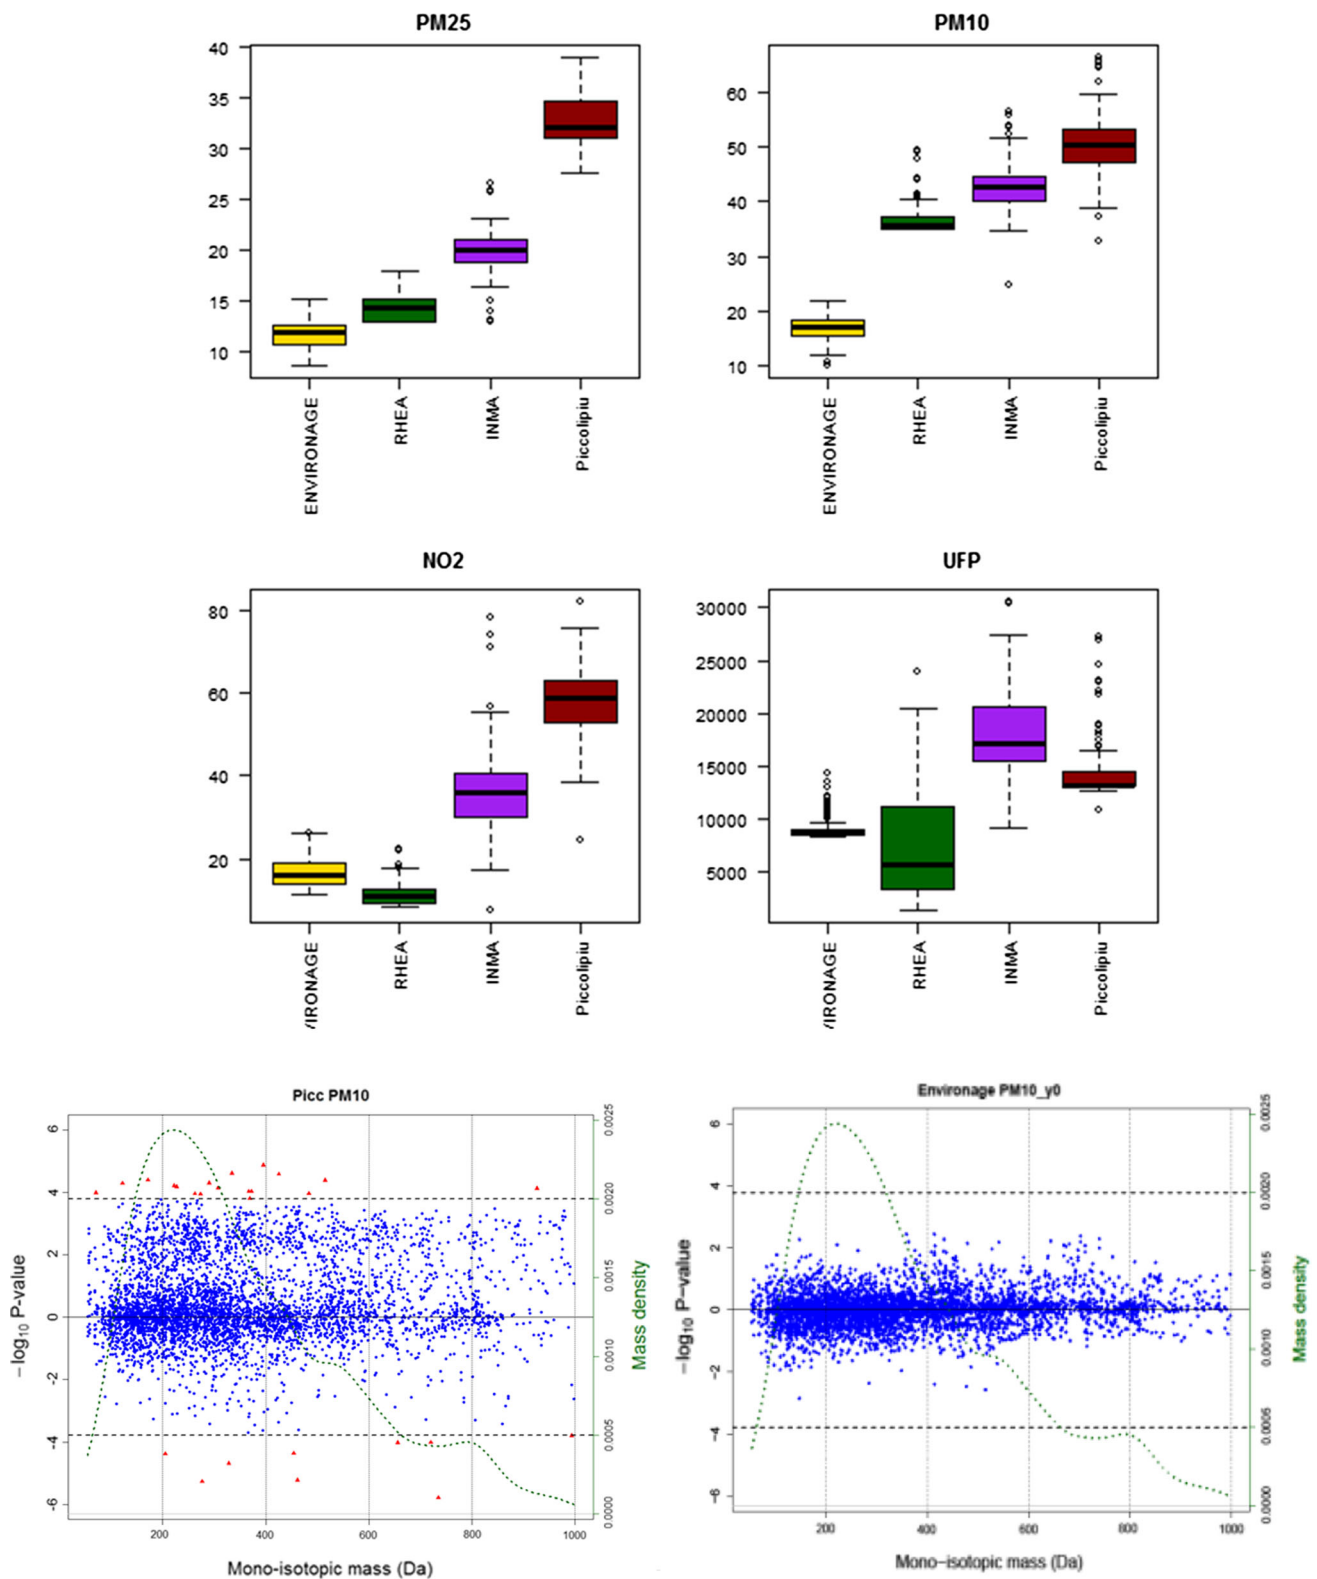 PM25
40
35
30
25
20
15
10
ENVIRONAGE
RHEA
INMA
Piccolipiu
PM10
60
50
40
30
20
10
ENVIRONAGE
RHEA
INMA
Piccolipiu
NO2
80
60
40
20
VIRONAGE
RHEA
INMA
Piccolipiu
UFP
30000
25000
20000
15000
10000
5000
VIRONAGE
RHEA
INMA
Piccolipiu
Picc PM10
−log10 P-value
6
4
2
0
-2
-4
-6
200
400
600
800
1000
Mono-isotopic mass (Da)
0.0025
0.0020
0.0015
0.0010
0.0005
0.0000
Mass density
Environage PM10_y0
−log10 P−value
6
4
2
0
−2
−4
−6
200
400
600
800
1000
Mono−isotopic mass (Da)
0.0025
0.0020
0.0015
0.0010
0.0005
0.0000
Mass density